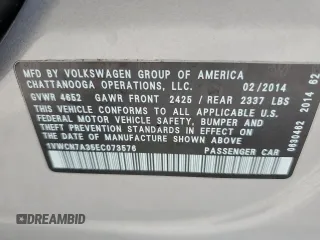 MFD BY VOLKSWAGEN GROUP OF AMERICA
CHATTANOOGA OPERATIONS, LLC. 02/2014
GVWR 4652 GAWR FRONT 2425 / REAR 2337 LBS
THIS VEHICLE CONFORMS TO ALL APPLICABLE
FEDERAL MOTOR VEHICLE SAFETY, BUMPER AND
THEFT PREVENTION STANDARDS IN EFFECT ON THE
DATE OF MANUFACTURE SHOWN ABOVE.
1VWCN7A35EC073576 PASSENGER CAR
0630462 2014 62